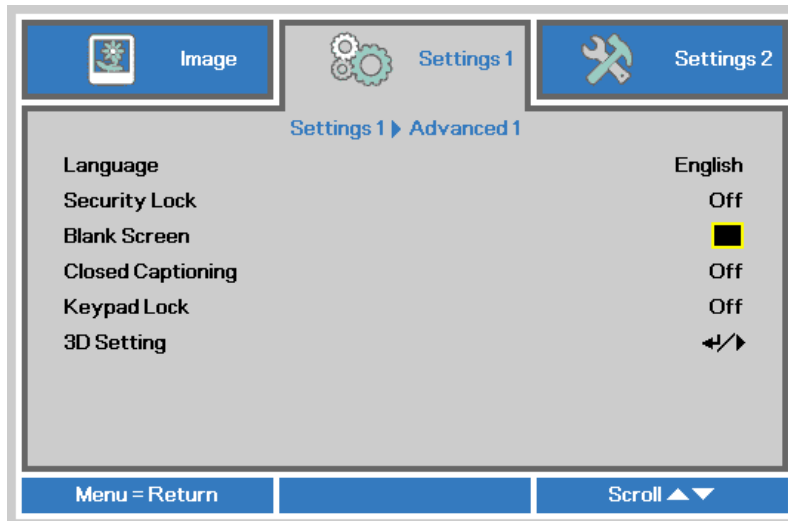 Image
Settings 1
Settings 2
Settings 1 Advanced 1
Language English
Security Lock Off
Blank Screen
Closed Captioning Off
Keypad Lock Off
3D Setting ↵/▶
Menu = Return
Scroll ▲▼